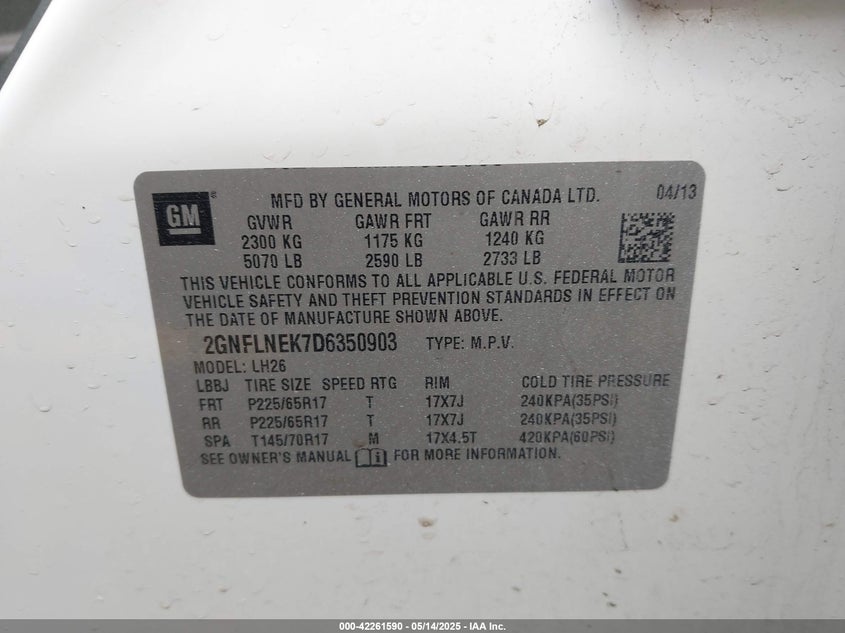 GM
MFD BY GENERAL MOTORS OF CANADA LTD. 04/13
GVWR GAWR FRT GAWR RR
2300 KG 1175 KG 1240 KG
5070 LB 2590 LB 2733 LB
THIS VEHICLE CONFORMS TO ALL APPLICABLE U.S. FEDERAL MOTOR
VEHICLE SAFETY AND THEFT PREVENTION STANDARDS IN EFFECT ON
THE DATE OF MANUFACTURE SHOWN ABOVE.
2GNFLNEK7D6350903 TYPE: M.P.V.
MODEL: LH26
LBBJ TIRE SIZE SPEED RTG RIM COLD TIRE PRESSURE
FRT P225/65R17 T 17X7J 240KPA(35PSI)
RR P225/65R17 T 17X7J 240KPA(35PSI)
SPA T145/70R17 M 17X4.5T 420KPA(60PSI)
SEE OWNER'S MANUAL FOR MORE INFORMATION.
000-42261590 - 05/14/2025 - IAA Inc.